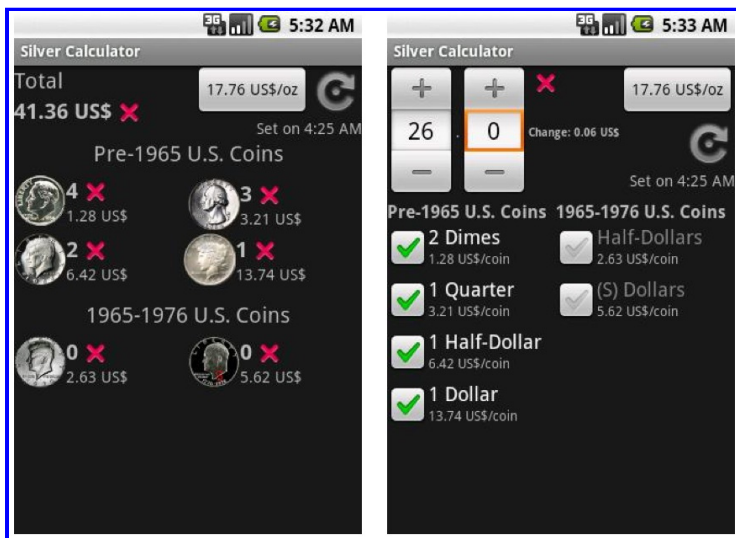 3G 5:32 AM
Silver Calculator
Total
41.36 US$
17.76 US$/oz
Set on 4:25 AM
Pre-1965 U.S. Coins
4
1.28 US$
3
3.21 US$
2
6.42 US$
1
13.74 US$
1965-1976 U.S. Coins
0
2.63 US$
0
5.62 US$
3G 5:33 AM
Silver Calculator
+ +
17.76 US$/oz
26 . 0
Change: 0.06 US$
— —
Set on 4:25 AM
Pre-1965 U.S. Coins
2 Dimes
1.28 US$/coin
1 Quarter
3.21 US$/coin
1 Half-Dollar
6.42 US$/coin
1 Dollar
13.74 US$/coin
1965-1976 U.S. Coins
Half-Dollars
2.63 US$/coin
(S) Dollars
5.62 US$/coin